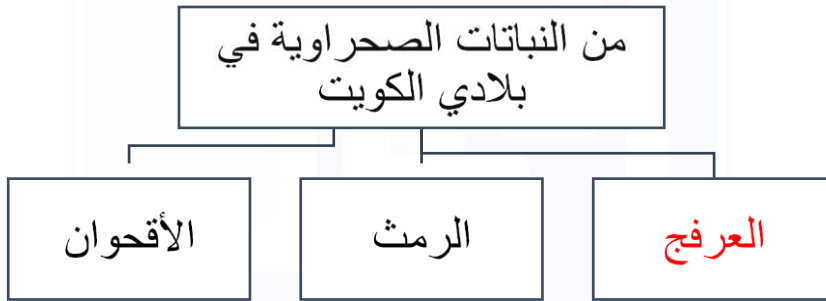 من النباتات الصحراوية في
بلادي الكويت
العرفج
الرمث
الأقحوان